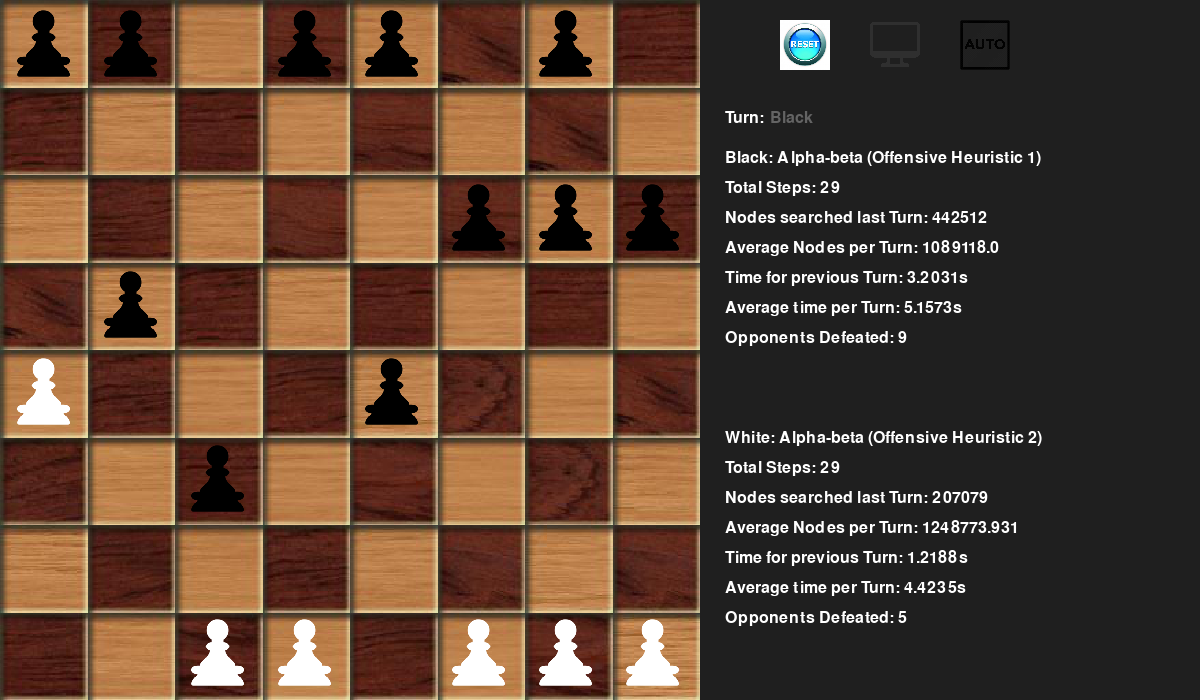 RESET
AUTO
Turn: Black
Black: Alpha-beta (Offensive Heuristic 1)
Total Steps: 29
Nodes searched last Turn: 442512
Average Nodes per Turn: 1089118.0
Time for previous Turn: 3.2031s
Average time per Turn: 5.1573s
Opponents Defeated: 9
White: Alpha-beta (Offensive Heuristic 2)
Total Steps: 29
Nodes searched last Turn: 207079
Average Nodes per Turn: 1248773.931
Time for previous Turn: 1.2188s
Average time per Turn: 4.4235s
Opponents Defeated: 5